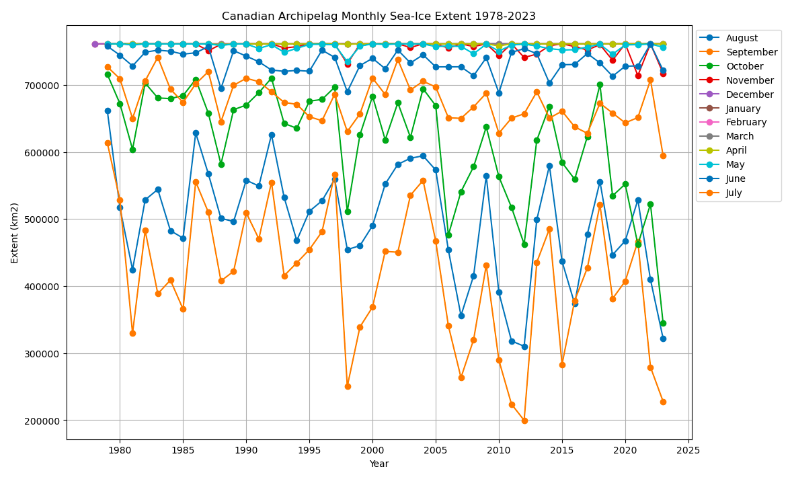 Canadian Archipelag Monthly Sea-Ice Extent 1978-2023
Extent (km2)
700000
600000
500000
400000
300000
200000
1980 1985 1990 1995 2000 2005 2010 2015 2020 2025
Year
August
September
October
November
December
January
February
March
April
May
June
July